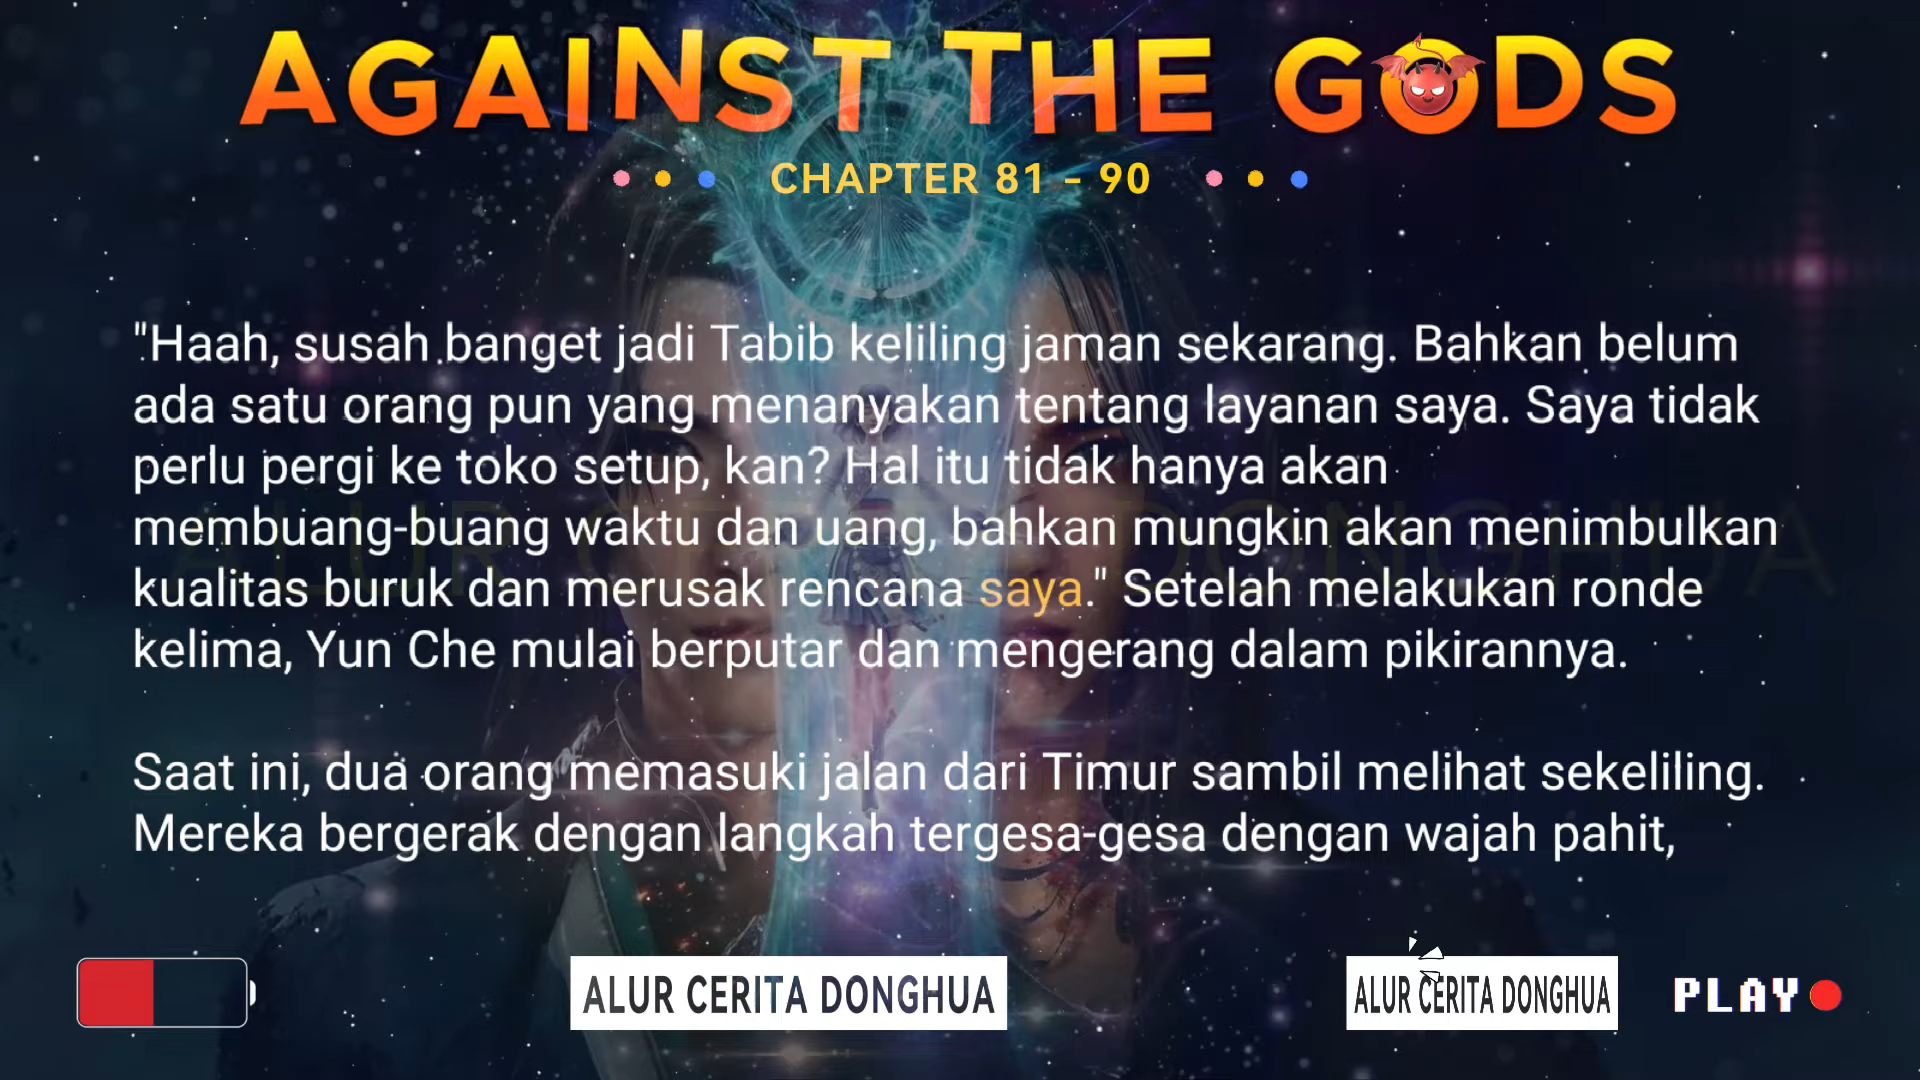 AGAINST THE GODS
CHAPTER 81 - 90
"Haah, susah banget jadi Tabib keliling jaman sekarang. Bahkan belum
ada satu orang pun yang menanyakan tentang layanan saya. Saya tidak
perlu pergi ke toko setup, kan? Hal itu tidak hanya akan
membuang-buang waktu dan uang, bahkan mungkin akan menimbulkan
kualitas buruk dan merusak rencana saya." Setelah melakukan ronde
kelima, Yun Che mulai berputar dan mengerang dalam pikirannya.
Saat ini, dua orang memasuki jalan dari Timur sambil melihat sekeliling.
Mereka bergerak dengan langkah tergesa-gesa dengan wajah pahit,
ALUR CERITA DONGHUA
ALUR CERITA DONGHUA
PLAY